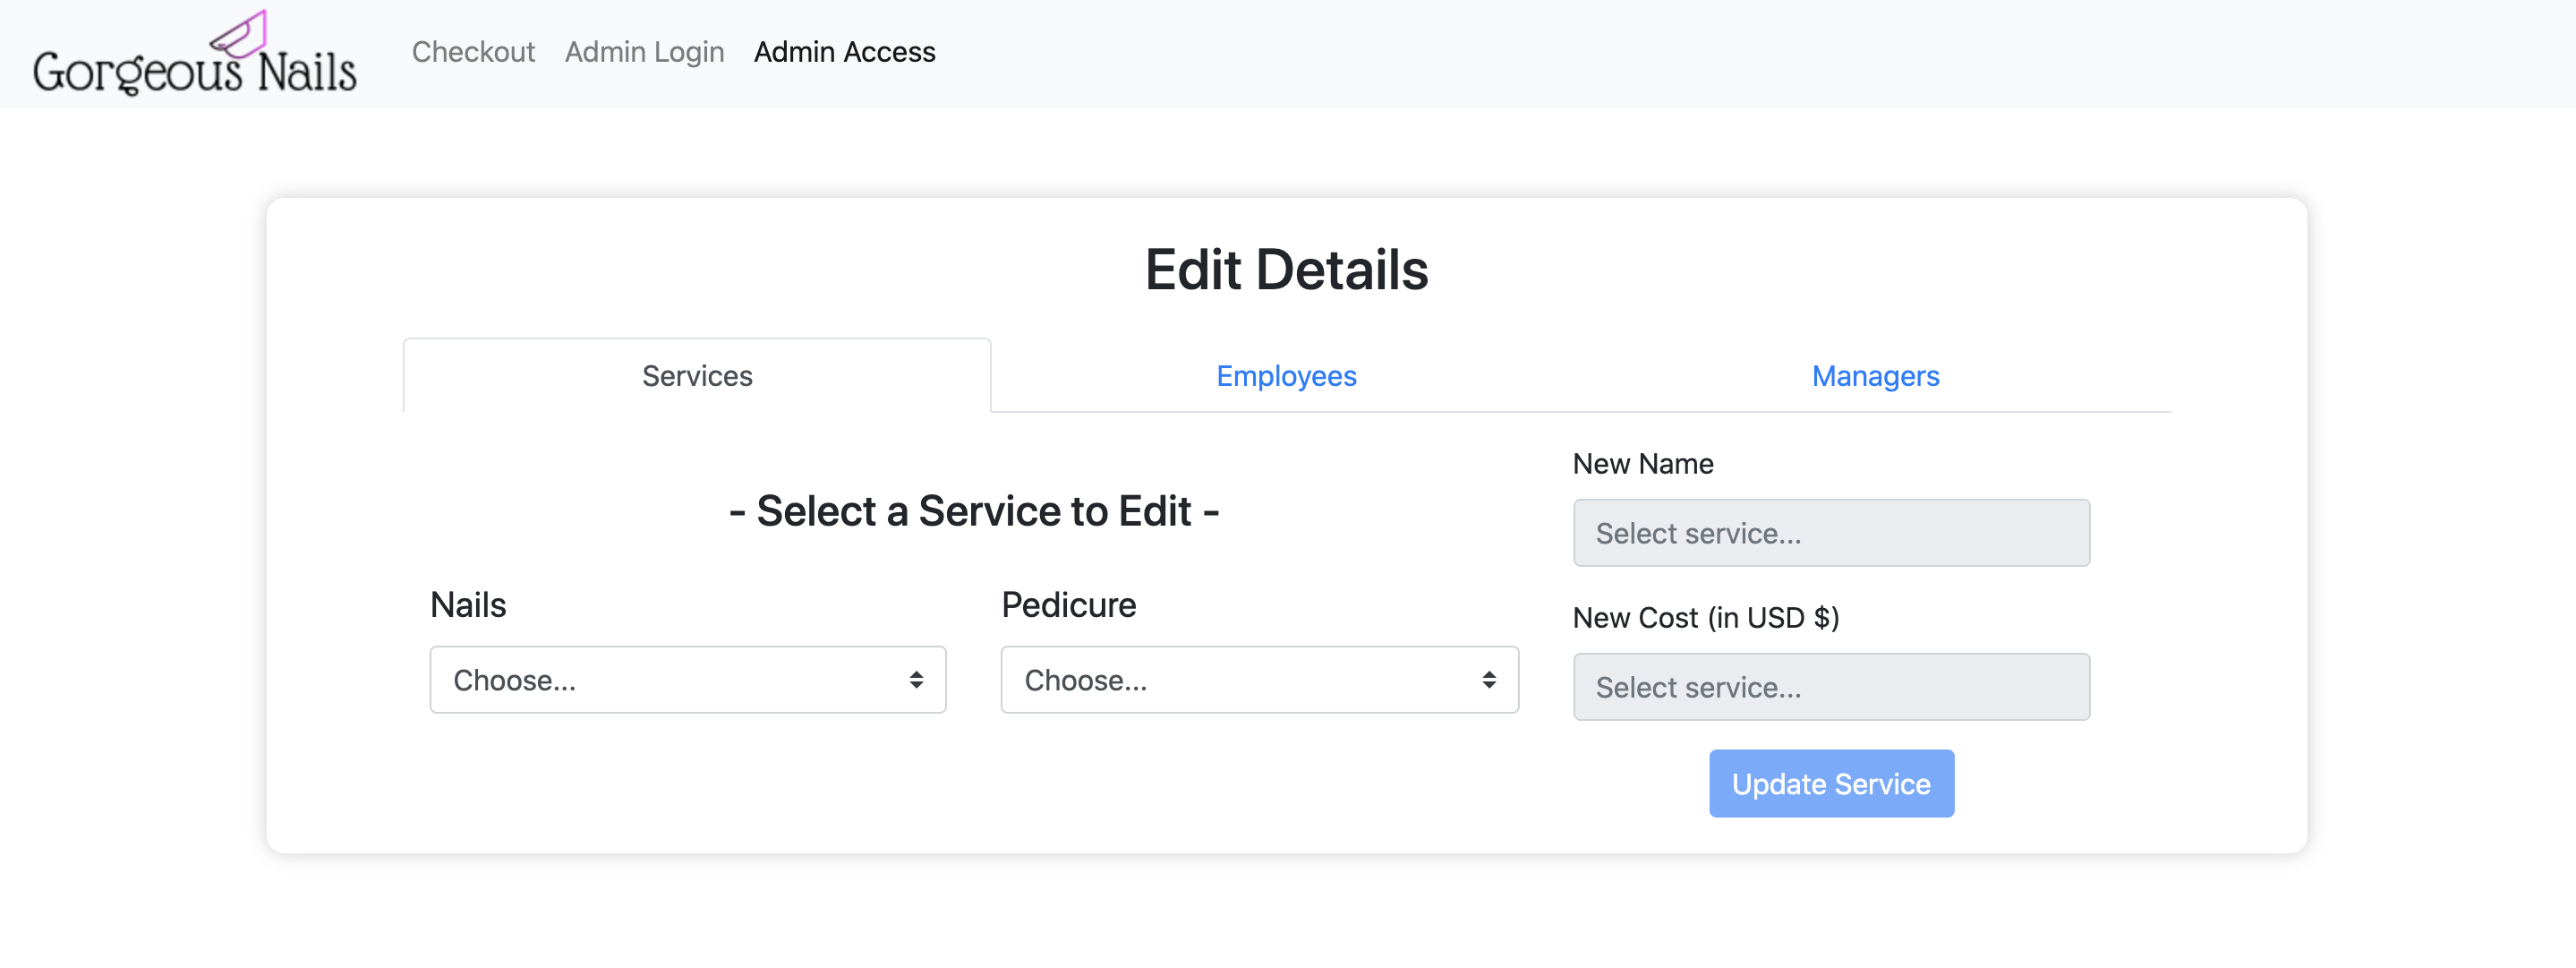 Gorgeous Nails
Checkout Admin Login Admin Access
Edit Details
Services Employees Managers
- Select a Service to Edit -
Nails
Choose...
Pedicure
Choose...
New Name
Select service...
New Cost (in USD $)
Select service...
Update Service